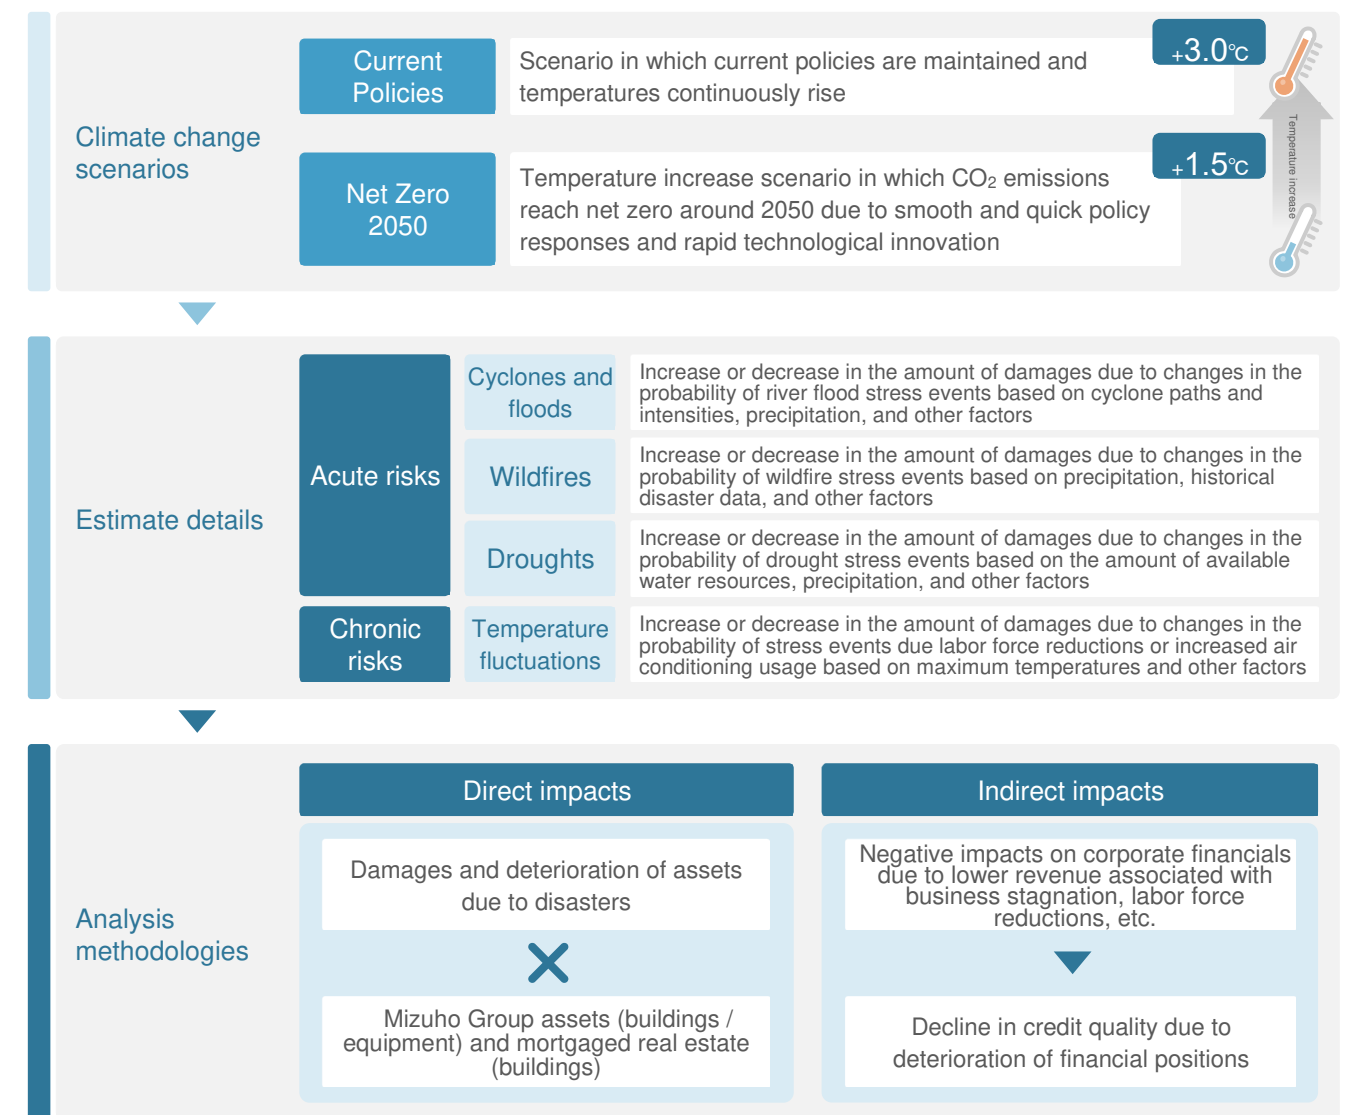 Climate change
scenarios
Current
Policies
Scenario in which current policies are maintained and
temperatures continuously rise
+3.0℃
Net Zero
2050
Temperature increase scenario in which CO₂ emissions
reach net zero around 2050 due to smooth and quick policy
responses and rapid technological innovation
+1.5℃
Temperature increase
Estimate details
Acute risks
Cyclones and
floods
Increase or decrease in the amount of damages due to changes in the
probability of river flood stress events based on cyclone paths and
intensities, precipitation, and other factors
Wildfires
Increase or decrease in the amount of damages due to changes in the
probability of wildfire stress events based on precipitation, historical
disaster data, and other factors
Droughts
Increase or decrease in the amount of damages due to changes in the
probability of drought stress events based on the amount of available
water resources, precipitation, and other factors
Chronic
risks
Temperature
fluctuations
Increase or decrease in the amount of damages due to changes in the
probability of stress events due labor force reductions or increased air
conditioning usage based on maximum temperatures and other factors
Analysis
methodologies
Direct impacts
Damages and deterioration of assets
due to disasters
Mizuho Group assets (buildings /
equipment) and mortgaged real estate
(buildings)
Indirect impacts
Negative impacts on corporate financials
due to lower revenue associated with
business stagnation, labor force
reductions, etc.
Decline in credit quality due to
deterioration of financial positions